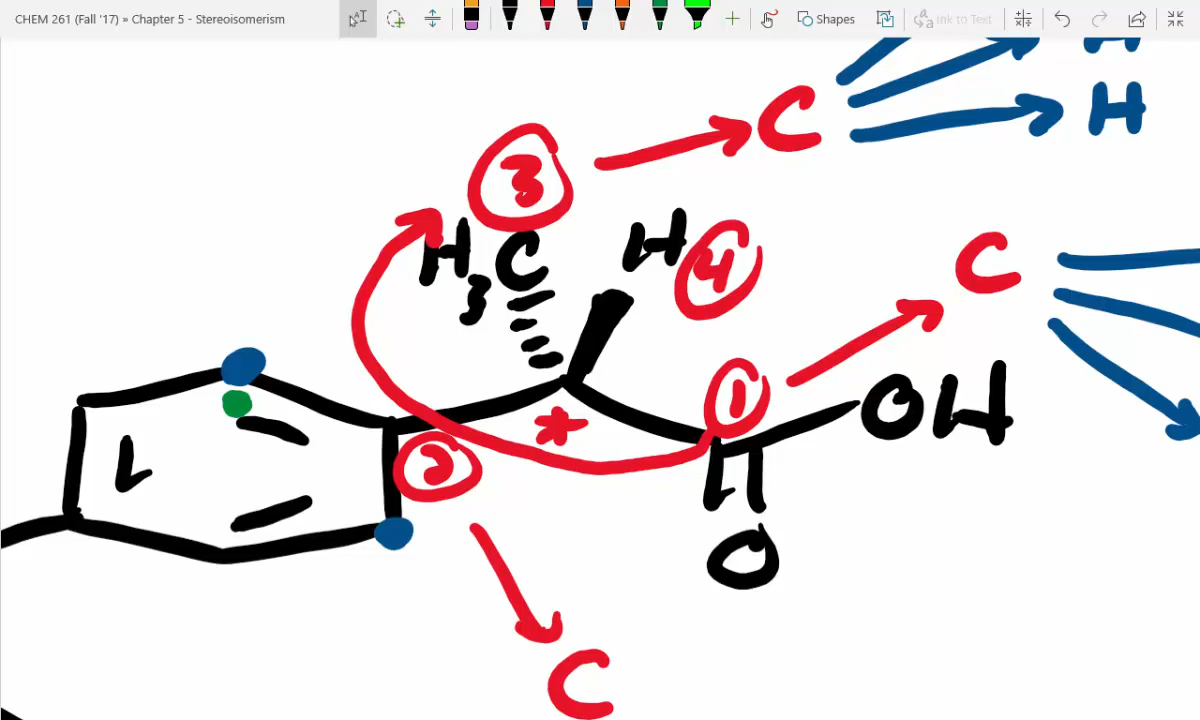 CHEM 261 (Fall '17) » Chapter 5 - Stereoisomerism
Shapes
Ink to Text
H
C
H
3
H₃C
H
4
C
1
OH
*
2
O
C